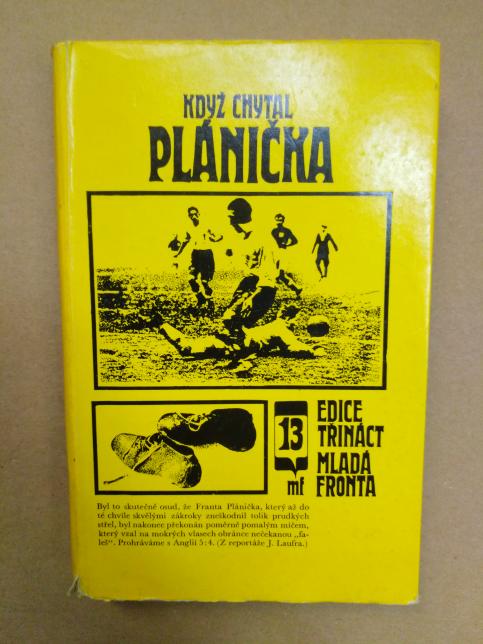 KDYŽ CHYTAL
PLÁNIČKA
13
mf
EDICE
TŘINÁCT
MLADÁ
FRONTA
Byl to skutečně osud, že Franta Plánička, který až do
té chvíle skvělými zákroky zneškodnil tolik prudkých
střel, byl nakonec překonán poměrně pomalým míčem,
který vzal na mokrých vlasech obránce nečekanou „fa-
leš“. Prohráváme s Anglií 5 : 4. (Z reportáže J. Laufra.)